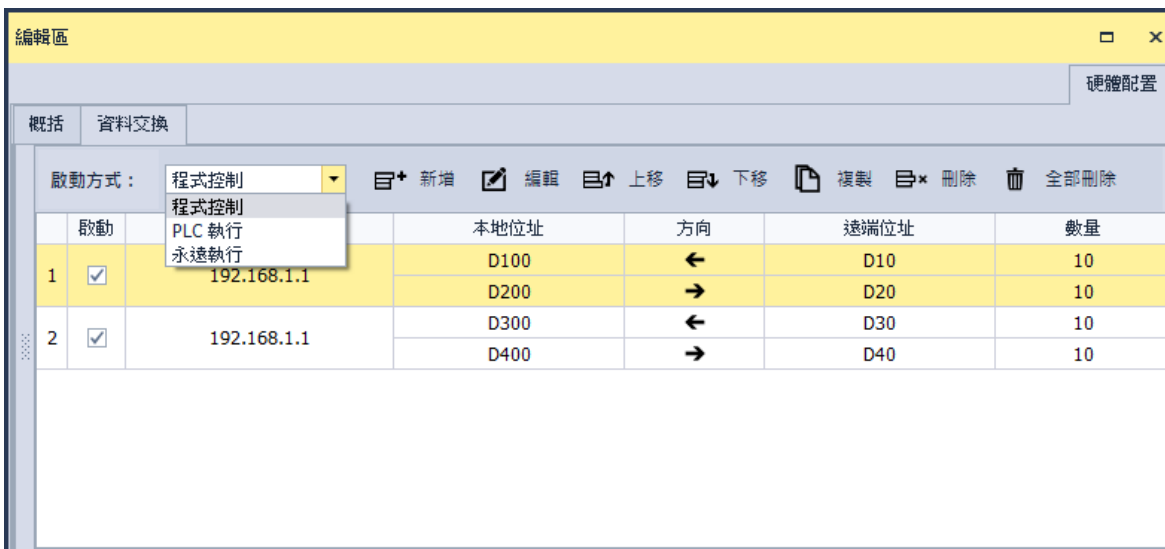 編輯區
硬體配置
概括 資料交換
啟動方式： 程式控制 新增 編輯 上移 下移 複製 刪除 全部刪除
程式控制
PLC 執行
永遠執行
啟動 本地位址 方向 遠端位址 數量
1 192.168.1.1 D100 ← D10 10
D200 → D20 10
2 192.168.1.1 D300 ← D30 10
D400 → D40 10